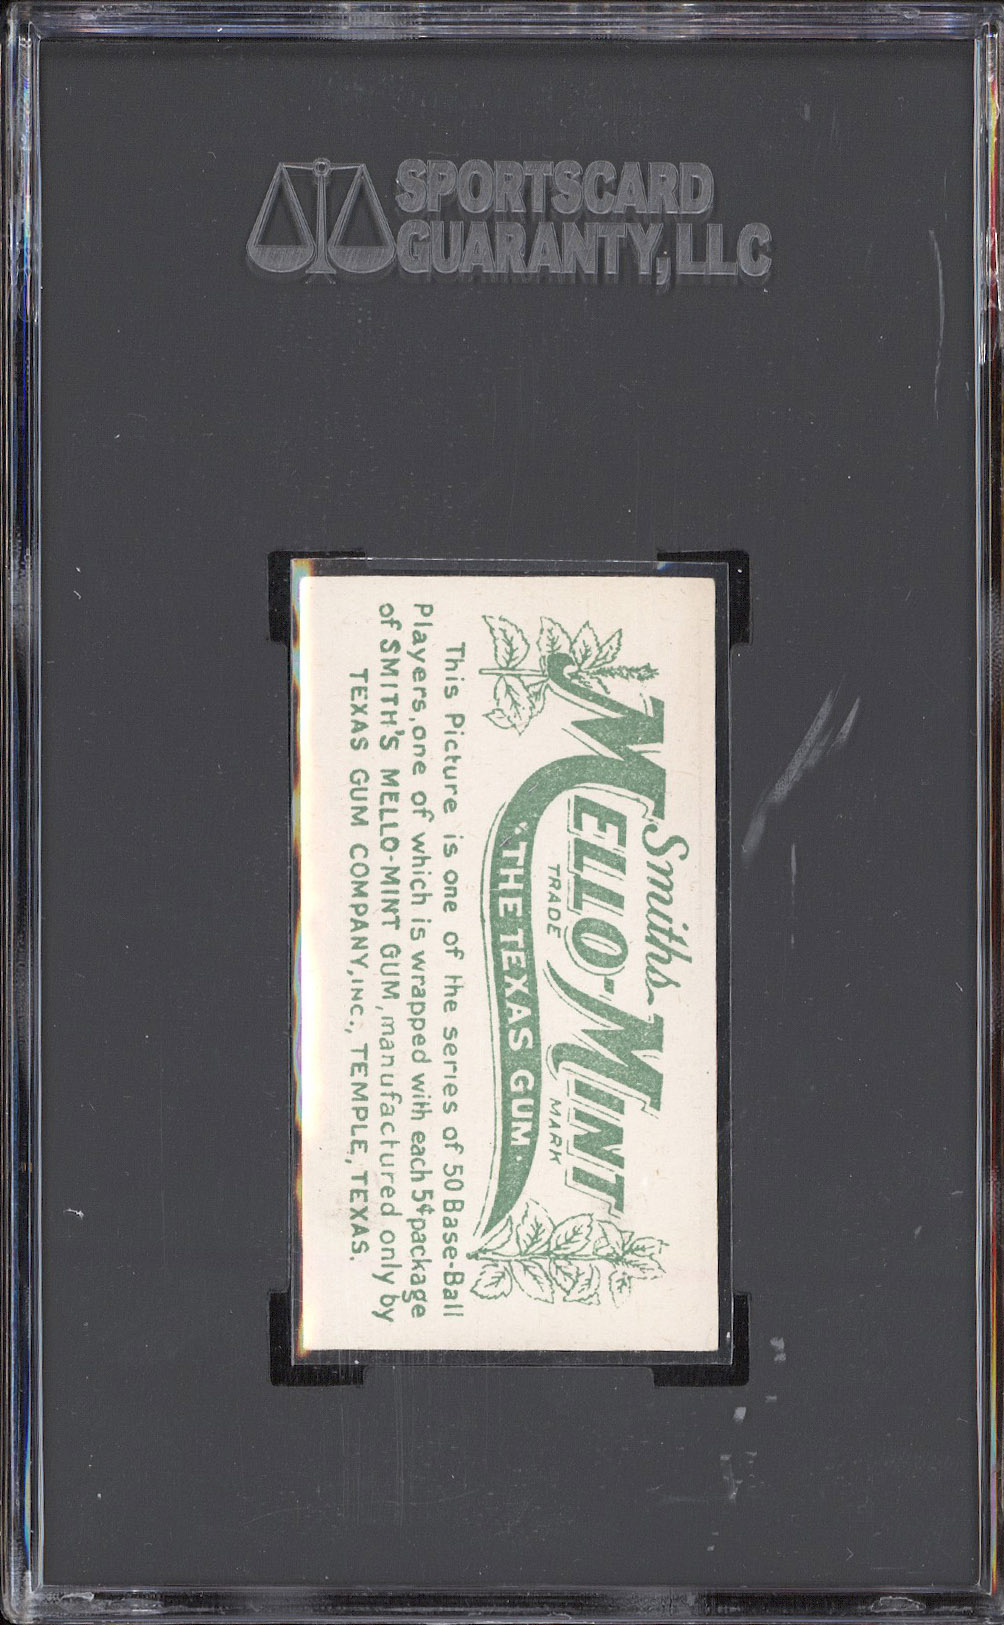 SPORTSCARD
GUARANTY, LLC
Smiths
MELLO-MINT
TRADE MARK
·THE TEXAS GUM·
This Picture is one of the series of 50 Base-Ball
Players, one of which is wrapped with each 5¢ package
of SMITH'S MELLO-MINT GUM, manufactured only by
TEXAS GUM COMPANY, INC., TEMPLE, TEXAS.